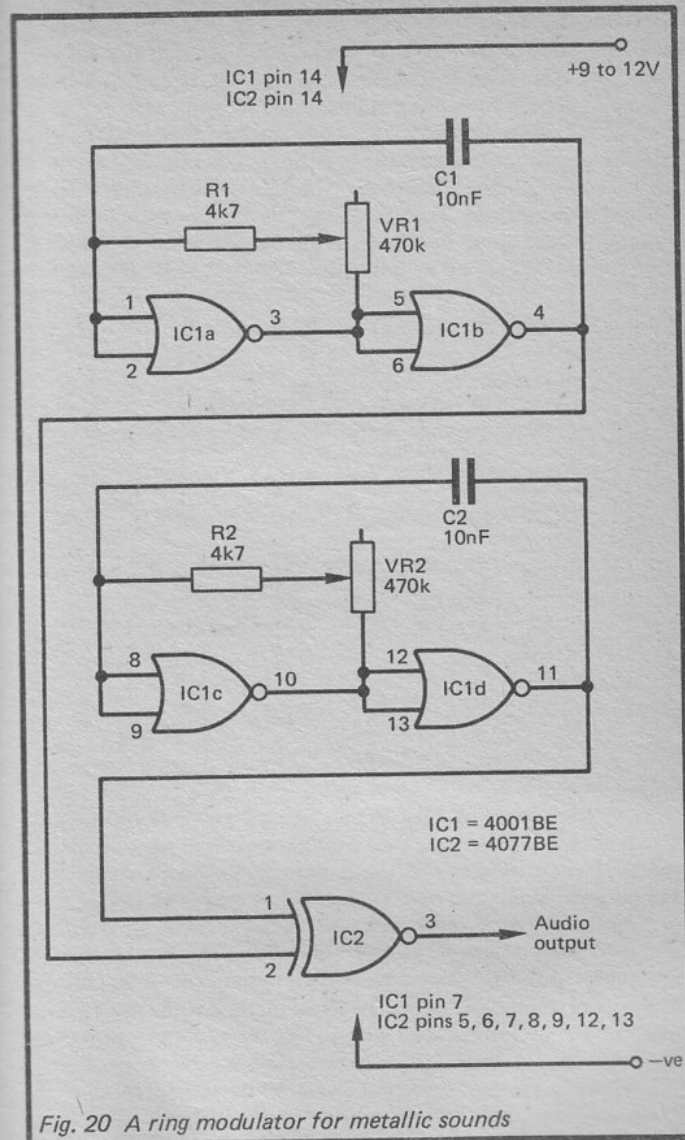 +9 to 12V
IC1 pin 14
IC2 pin 14
C1
10nF
R1
4k7
VR1
470k
1
2
IC1a
3
5
6
IC1b
4
C2
10nF
R2
4k7
VR2
470k
8
9
IC1c
10
12
13
IC1d
11
IC1 = 4001BE
IC2 = 4077BE
1
2
IC2
3
Audio
output
IC1 pin 7
IC2 pins 5, 6, 7, 8, 9, 12, 13
−ve
Fig. 20 A ring modulator for metallic sounds